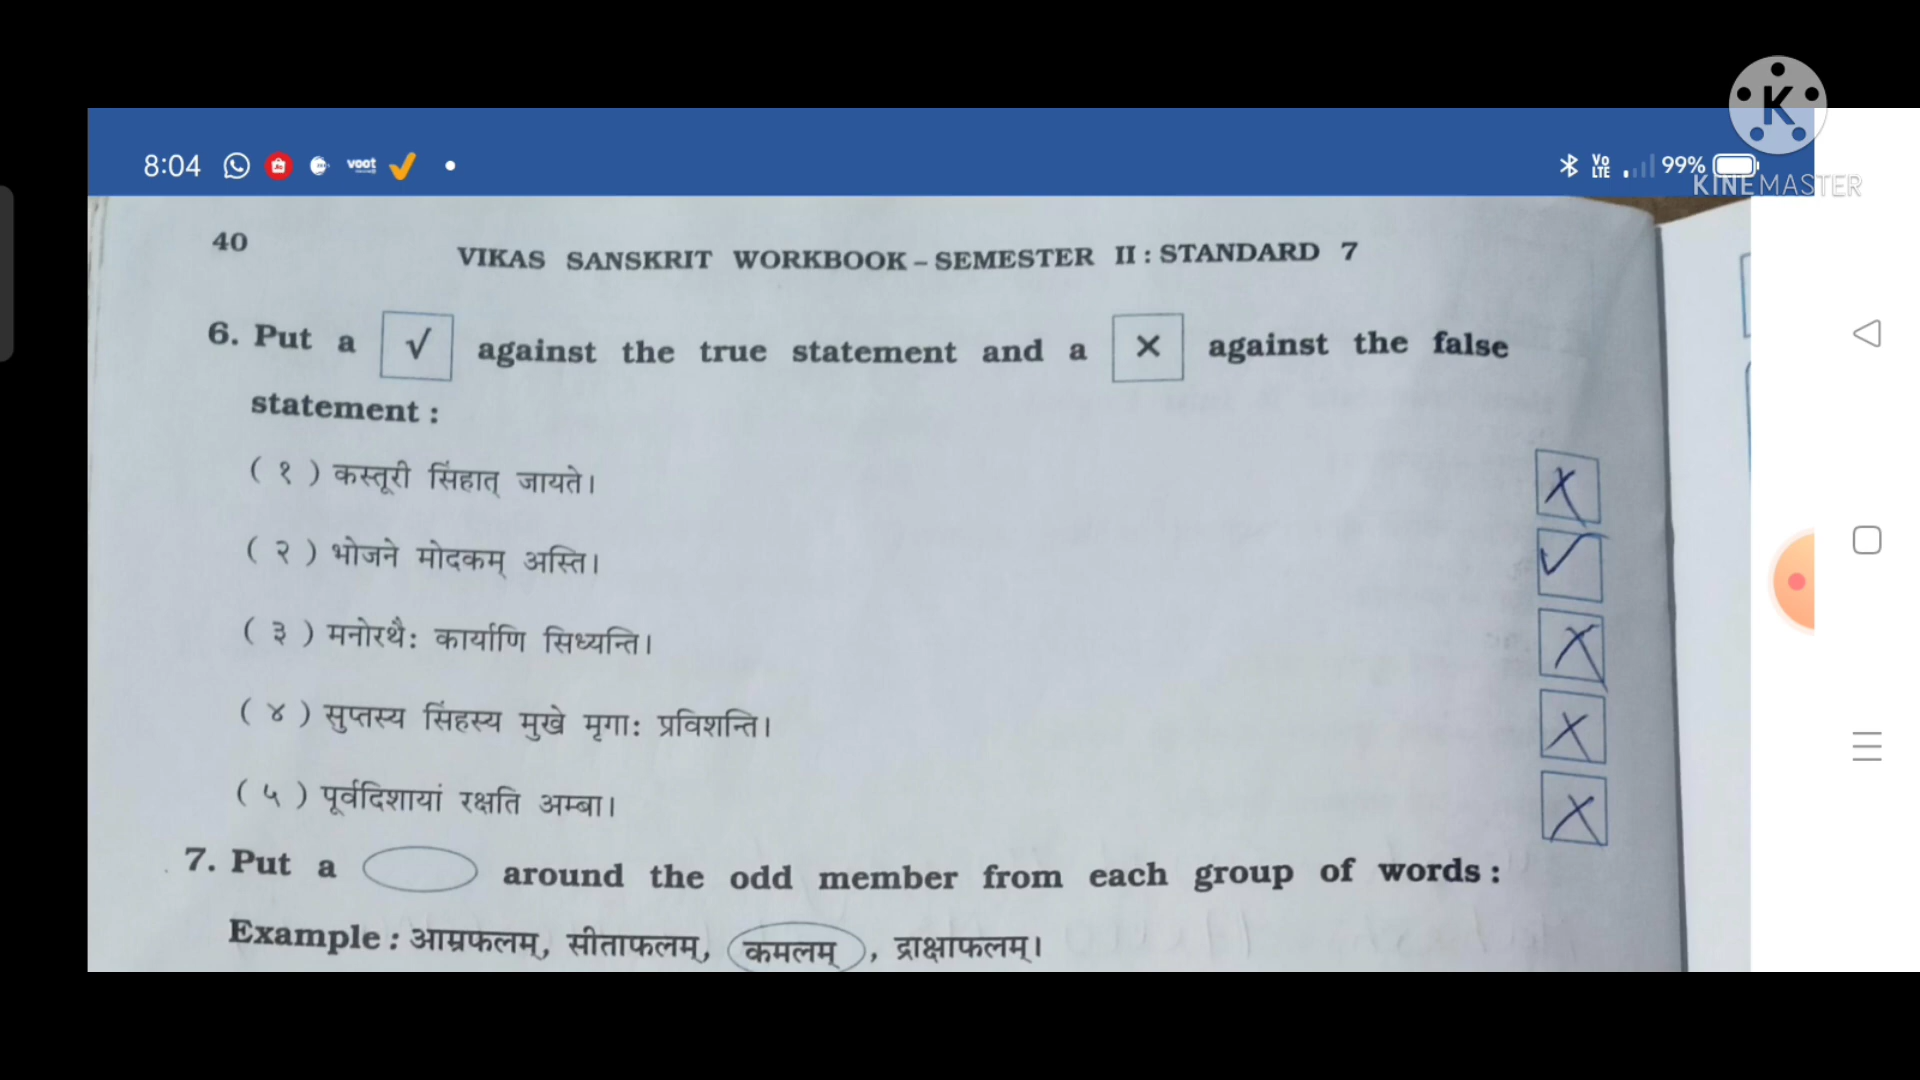 8:04 voot Vo LTE 99%
K
KINEMASTER
40
VIKAS SANSKRIT WORKBOOK – SEMESTER II : STANDARD 7
6. Put a √ against the true statement and a × against the false
statement :
( १ ) कस्तूरी सिंहात् जायते। ×
( २ ) भोजने मोदकम् अस्ति। ✓
( ३ ) मनोरथैः कार्याणि सिध्यन्ति। ×
( ४ ) सुप्तस्य सिंहस्य मुखे मृगाः प्रविशन्ति। ×
( ५ ) पूर्वदिशायां रक्षति अम्बा। ×
7. Put a around the odd member from each group of words :
Example : आम्रफलम्, सीताफलम्, कमलम्, द्राक्षाफलम्।